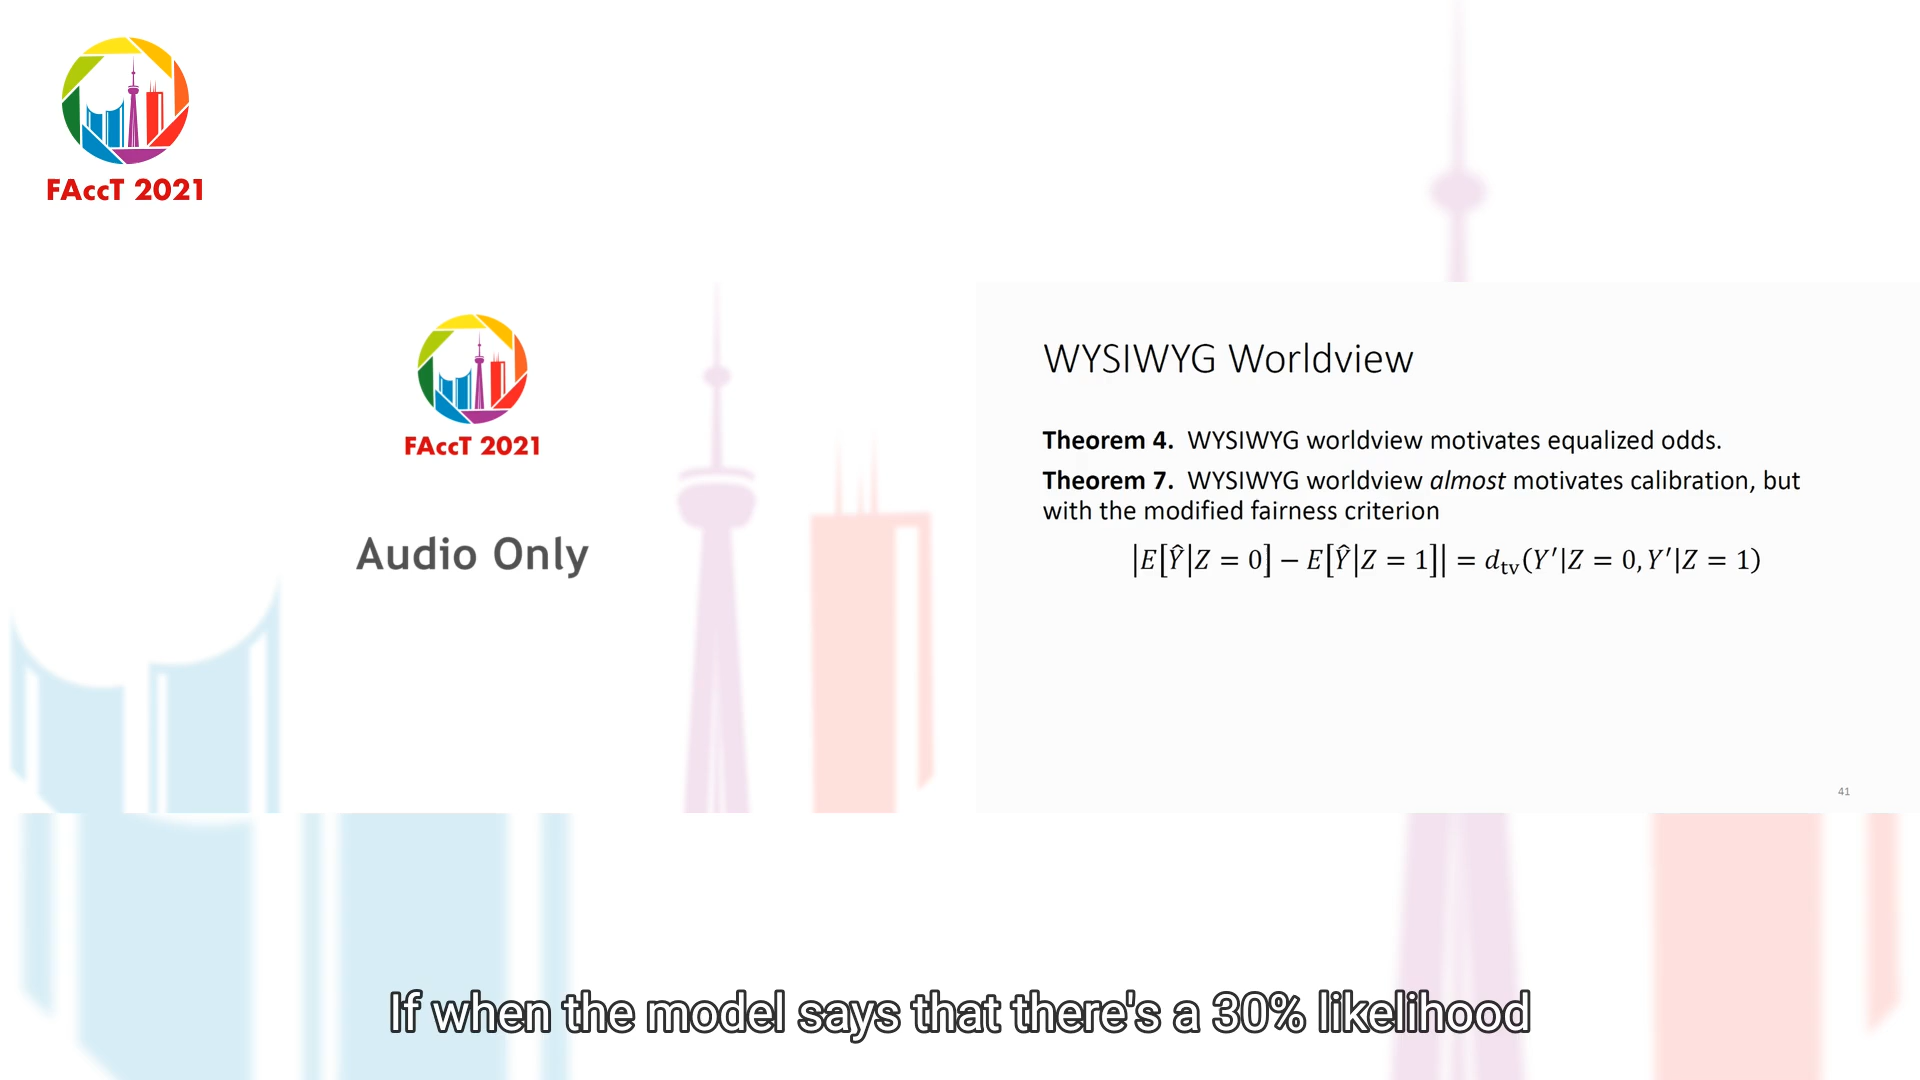 FAccT 2021
FAccT 2021
Audio Only
WYSIWYG Worldview
Theorem 4. WYSIWYG worldview motivates equalized odds.
Theorem 7. WYSIWYG worldview almost motivates calibration, but
with the modified fairness criterion
|E[Ŷ|Z = 0] − E[Ŷ|Z = 1]| = d_tv(Y′|Z = 0, Y′|Z = 1)
41
If when the model says that there's a 30% likelihood